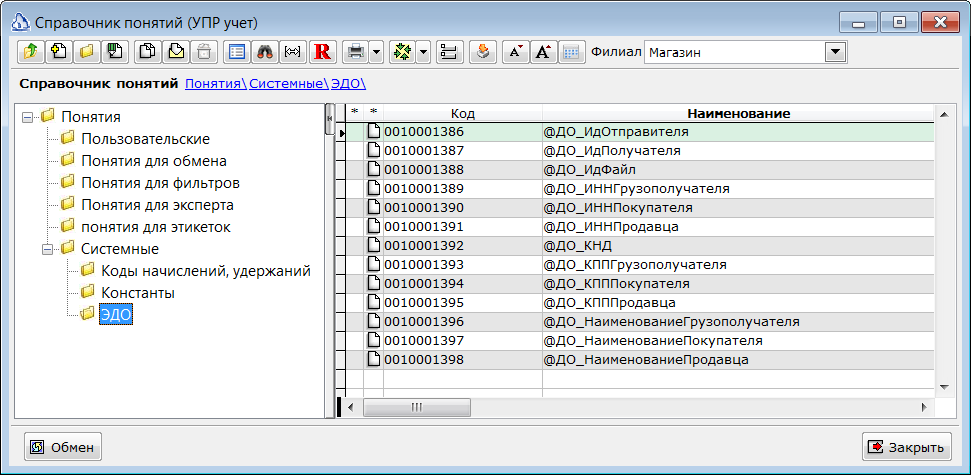 Справочник понятий (УПР учет)
R A A Филиал Магазин
Справочник понятий Понятия\ Системные\ ЭДО\
Понятия
Пользовательские
Понятия для обмена
Понятия для фильтров
Понятия для эксперта
понятия для этикеток
Системные
Коды начислений, удержаний
Константы
ЭДО
* * Код Наименование
0010001386 @ДО_ИдОтправителя
0010001387 @ДО_ИдПолучателя
0010001388 @ДО_ИдФайл
0010001389 @ДО_ИННГрузополучателя
0010001390 @ДО_ИННПокупателя
0010001391 @ДО_ИННПродавца
0010001392 @ДО_КНД
0010001393 @ДО_КППГрузополучателя
0010001394 @ДО_КПППокупателя
0010001395 @ДО_КПППродавца
0010001396 @ДО_НаименованиеГрузополучателя
0010001397 @ДО_НаименованиеПокупателя
0010001398 @ДО_НаименованиеПродавца
Обмен
Закрыть